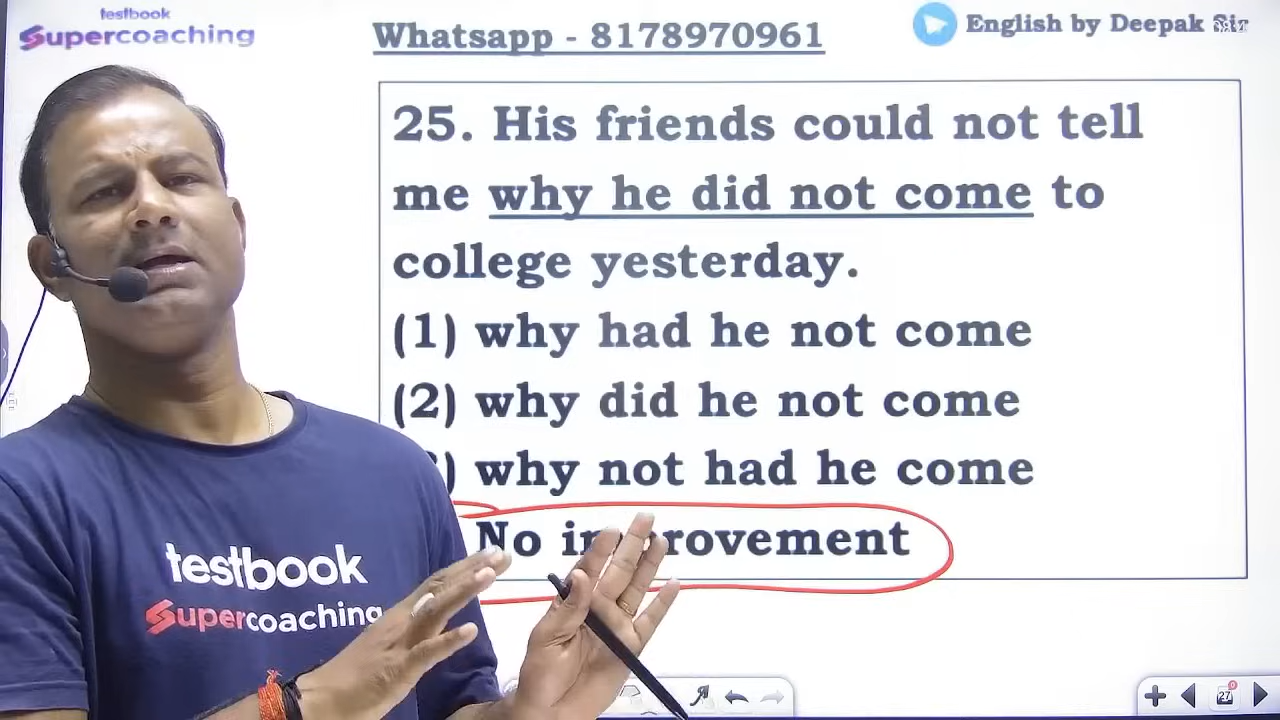 testbook
Supercoaching
Whatsapp - 8178970961
English by Deepak Sir
25. His friends could not tell
me why he did not come to
college yesterday.
(1) why had he not come
(2) why did he not come
) why not had he come
No improvement
testbook
Supercoaching
27